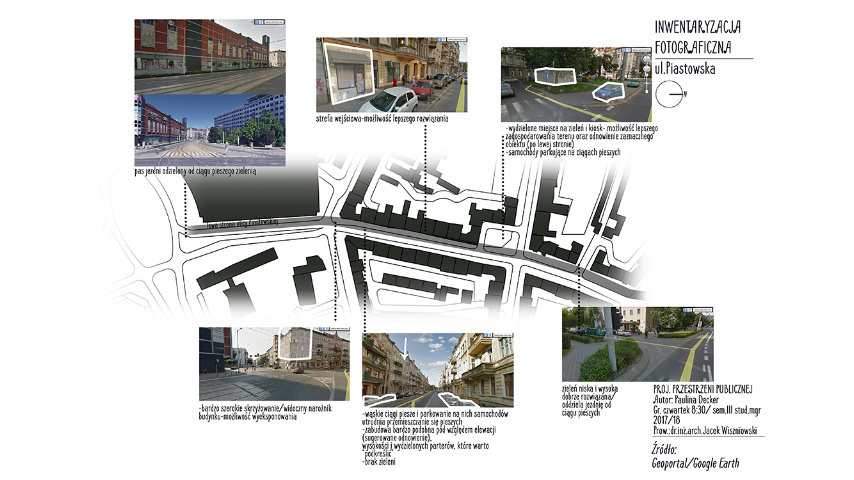 INWENTARYZACJA
FOTOGRAFICZNA
ul.Piastowska
pas jezdni odzielony od ciągu pieszego zielenią
strefa wejściowa-możliwość lepszego rozwiązania
-wydzielone miejsce na zieleń i kiosk- możliwość lepszego
zagospodarowania terenu oraz odnowienie zaznacznego
obiektu (po lewej stronie)
-samochody parkujące na ciągach pieszych
lewa strona ulicy Piastowskiej
-bardzo szerokie skrzyżowanie/widoczny narożnik
budynku-możliwość wyeksponowania
-wąskie ciągi piesze i parkowanie na nich samochodów
utrudnia przemieszczanie się pieszych
-zabudowa bardzo podobna pod względem elewacji
(sugerowane odnowienie),
wysokości i wydzielonych parterów, które warto
podkreślić
-brak zieleni
zieleń niska i wysoka
dobrze rozwiązana/
oddziela jezdnię od
ciągu pieszych
PROJ. PRZESTRZENI PUBLICZNEJ
Autor: Paulina Decker
Gr. czwartek 8:30/ sem.III stud.mgr
2017/18
Prow.:dr.inż.arch.Jacek Wiszniowski
Źródło:
Geoportal/Google Earth